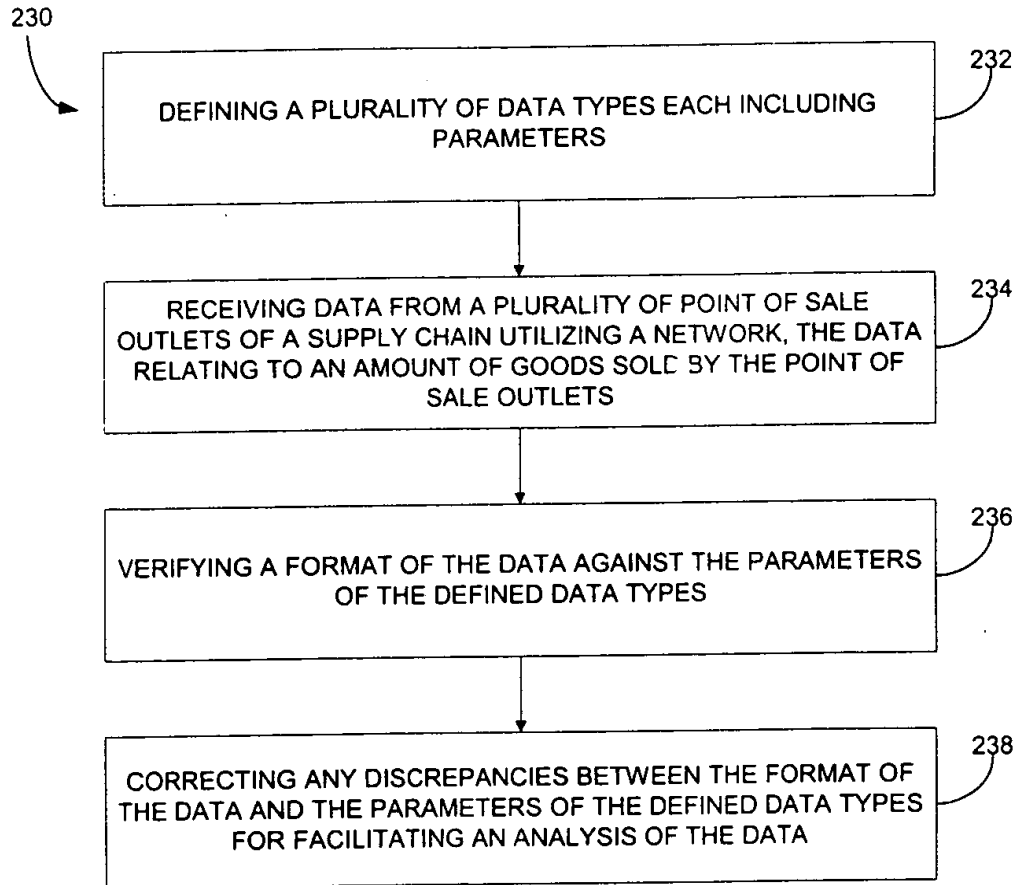 230
232
DEFINING A PLURALITY OF DATA TYPES EACH INCLUDING
PARAMETERS
234
RECEIVING DATA FROM A PLURALITY OF POINT OF SALE
OUTLETS OF A SUPPLY CHAIN UTILIZING A NETWORK, THE DATA
RELATING TO AN AMOUNT OF GOODS SOLD BY THE POINT OF
SALE OUTLETS
236
VERIFYING A FORMAT OF THE DATA AGAINST THE PARAMETERS
OF THE DEFINED DATA TYPES
238
CORRECTING ANY DISCREPANCIES BETWEEN THE FORMAT OF
THE DATA AND THE PARAMETERS OF THE DEFINED DATA TYPES
FOR FACILITATING AN ANALYSIS OF THE DATA